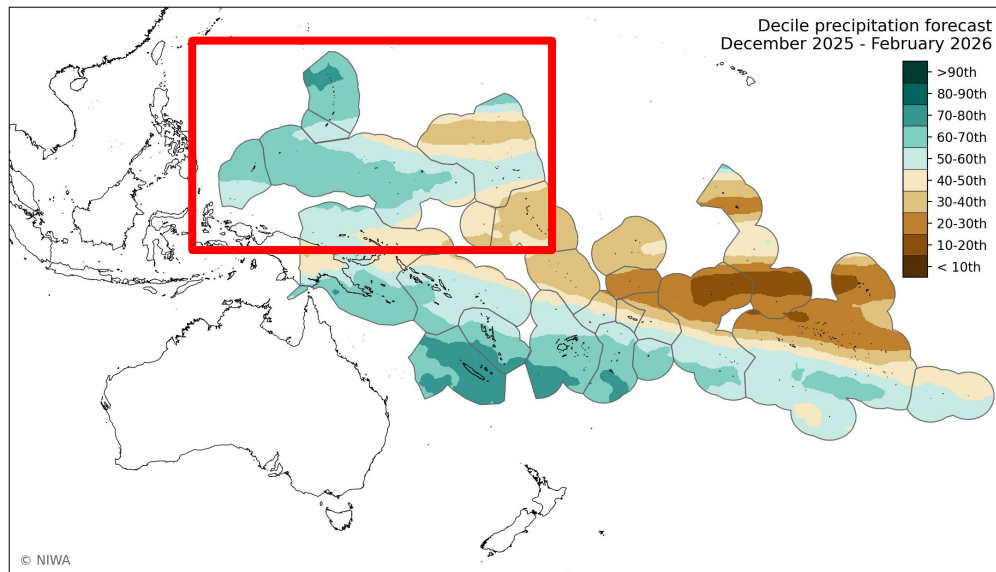 Decile precipitation forecast
December 2025 - February 2026
>90th
80-90th
70-80th
60-70th
50-60th
40-50th
30-40th
20-30th
10-20th
< 10th
© NIWA